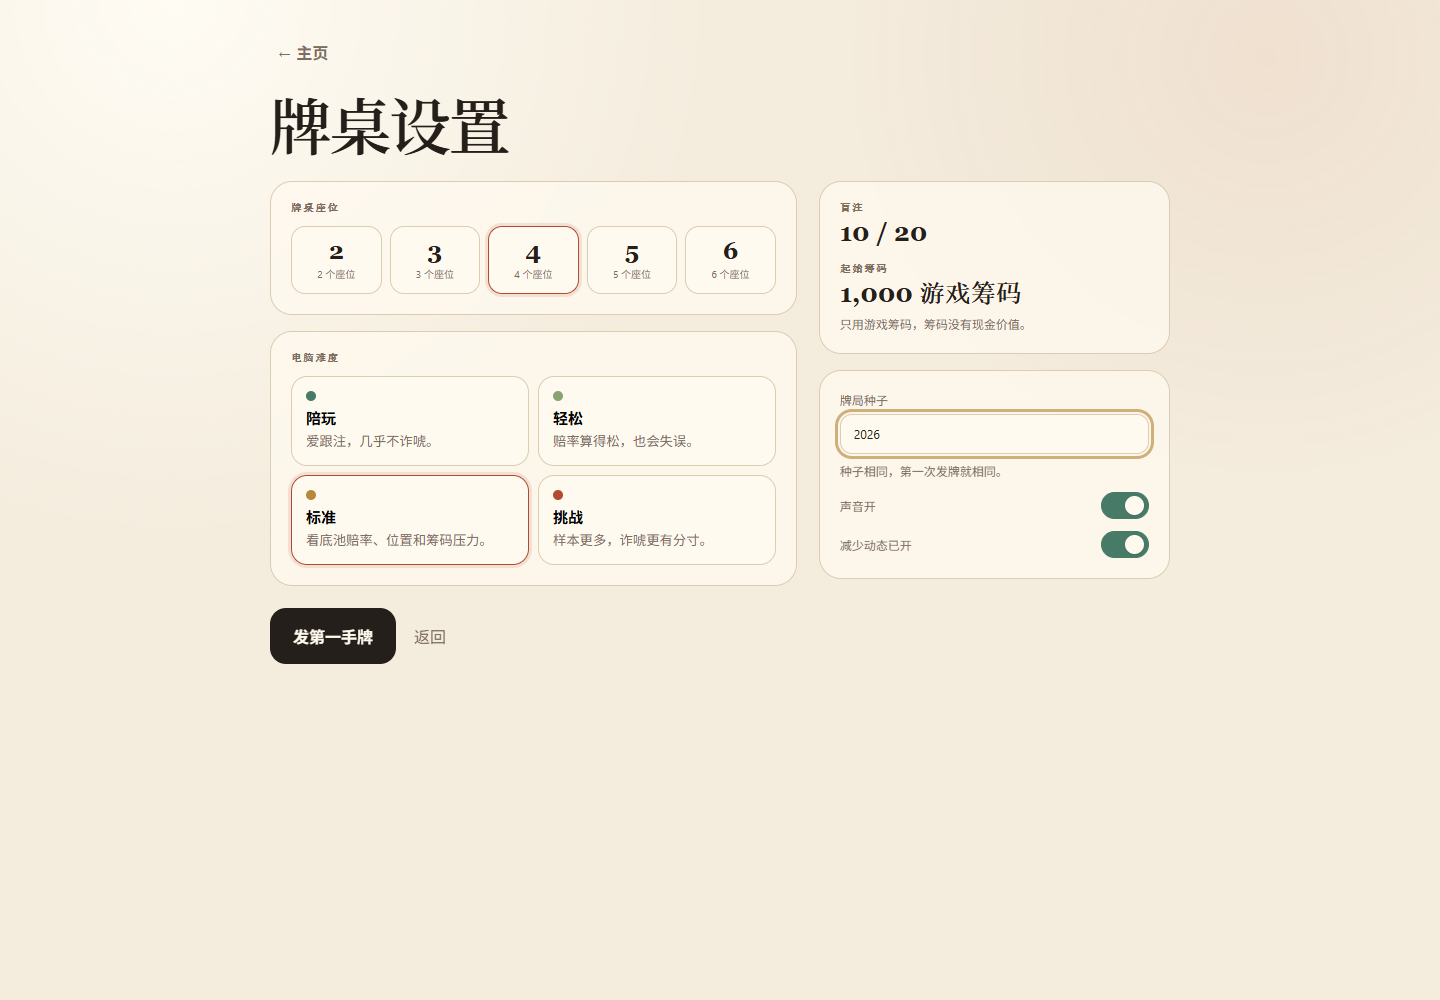 ← 主页
牌桌设置
牌桌座位
2
2 个座位
3
3 个座位
4
4 个座位
5
5 个座位
6
6 个座位
电脑难度
陪玩
爱跟注，几乎不诈唬。
轻松
赔率算得松，也会失误。
标准
看底池赔率、位置和筹码压力。
挑战
样本更多，诈唬更有分寸。
盲注
10 / 20
起始筹码
1,000 游戏筹码
只用游戏筹码，筹码没有现金价值。
牌局种子
2026
种子相同，第一次发牌就相同。
声音开
减少动态已开
发第一手牌
返回